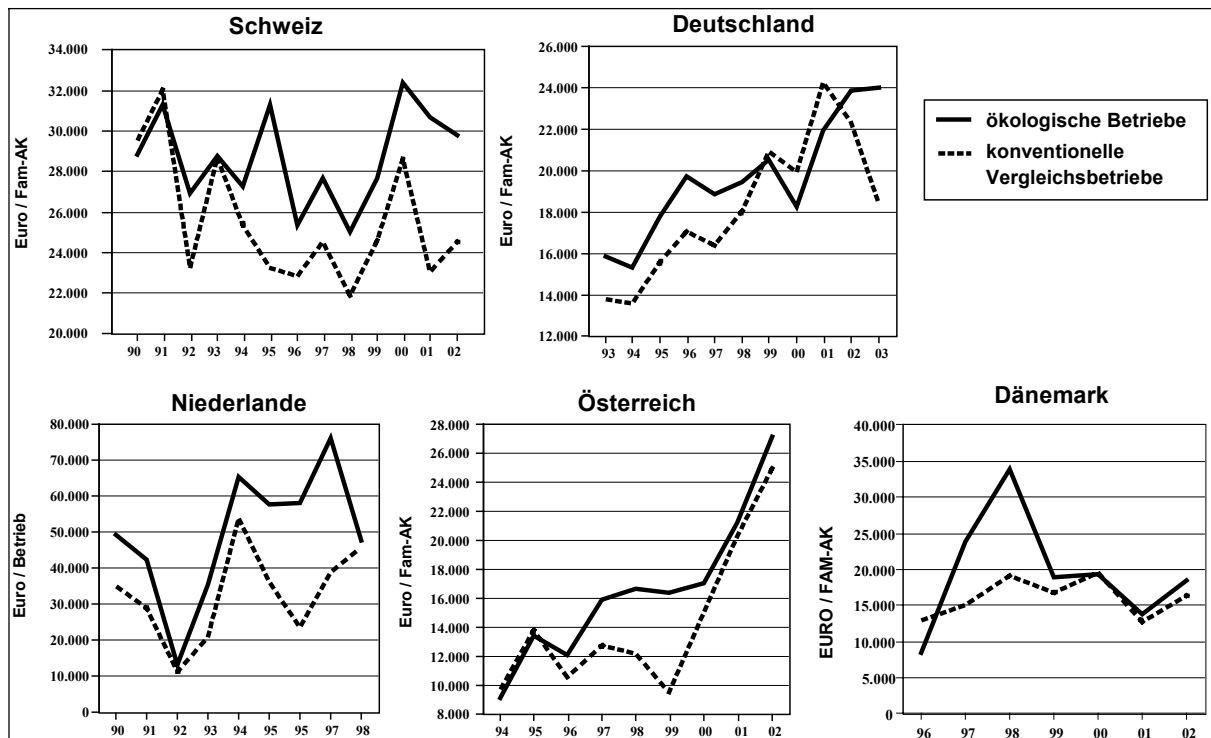 Schweiz
34.000
32.000
30.000
28.000
26.000
24.000
22.000
20.000
Euro / Fam-AK
90 91 92 93 94 95 96 97 98 99 00 01 02
Deutschland
26.000
24.000
22.000
20.000
18.000
16.000
14.000
12.000
Euro / Fam-AK
93 94 95 96 97 98 99 00 01 02 03
ökologische Betriebe
konventionelle
Vergleichsbetriebe
Niederlande
80.000
70.000
60.000
50.000
40.000
30.000
20.000
10.000
0
Euro / Betrieb
90 91 92 93 94 95 95 97 98
Österreich
28.000
26.000
24.000
22.000
20.000
18.000
16.000
14.000
12.000
10.000
8.000
Euro / Fam-AK
94 95 96 97 98 99 00 01 02
Dänemark
40.000
35.000
30.000
25.000
20.000
15.000
10.000
5.000
0
EURO / FAM-AK
96 97 98 99 00 01 02